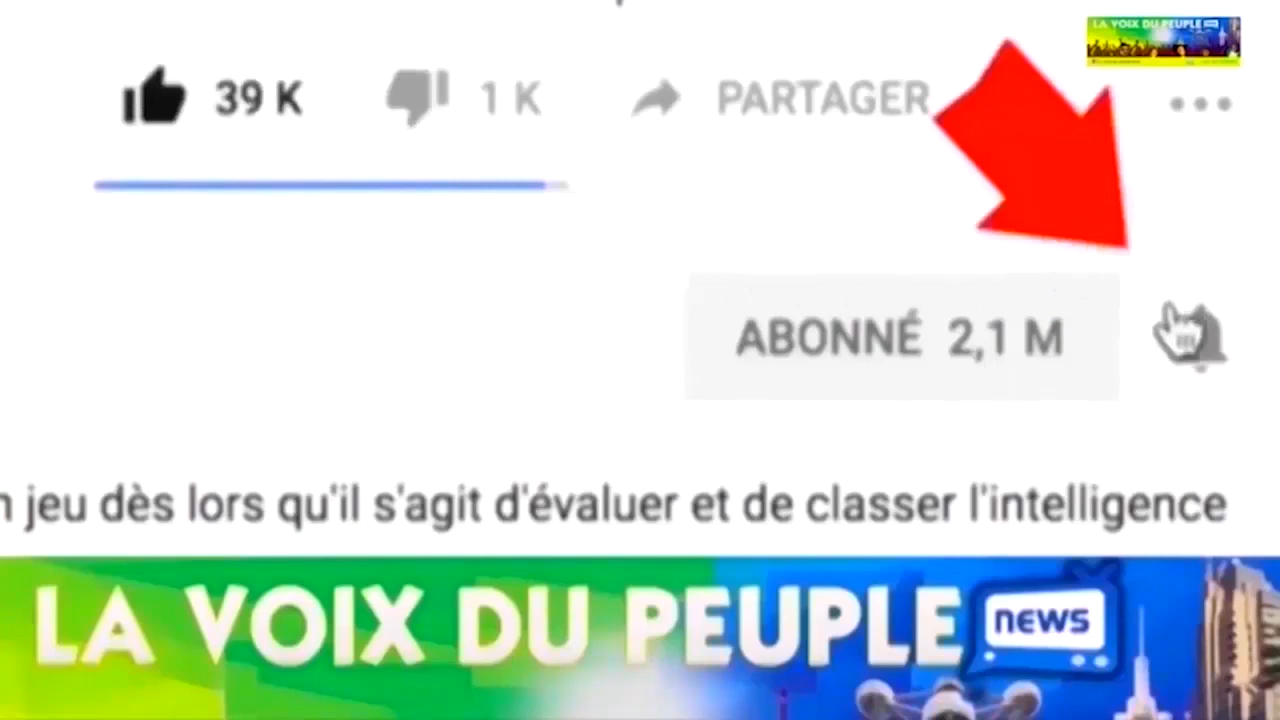 LA VOIX DU PEUPLE
39 K 1 K PARTAGER
ABONNÉ 2,1 M
jeu dès lors qu'il s'agit d'évaluer et de classer l'intelligence
LA VOIX DU PEUPLE NEWS